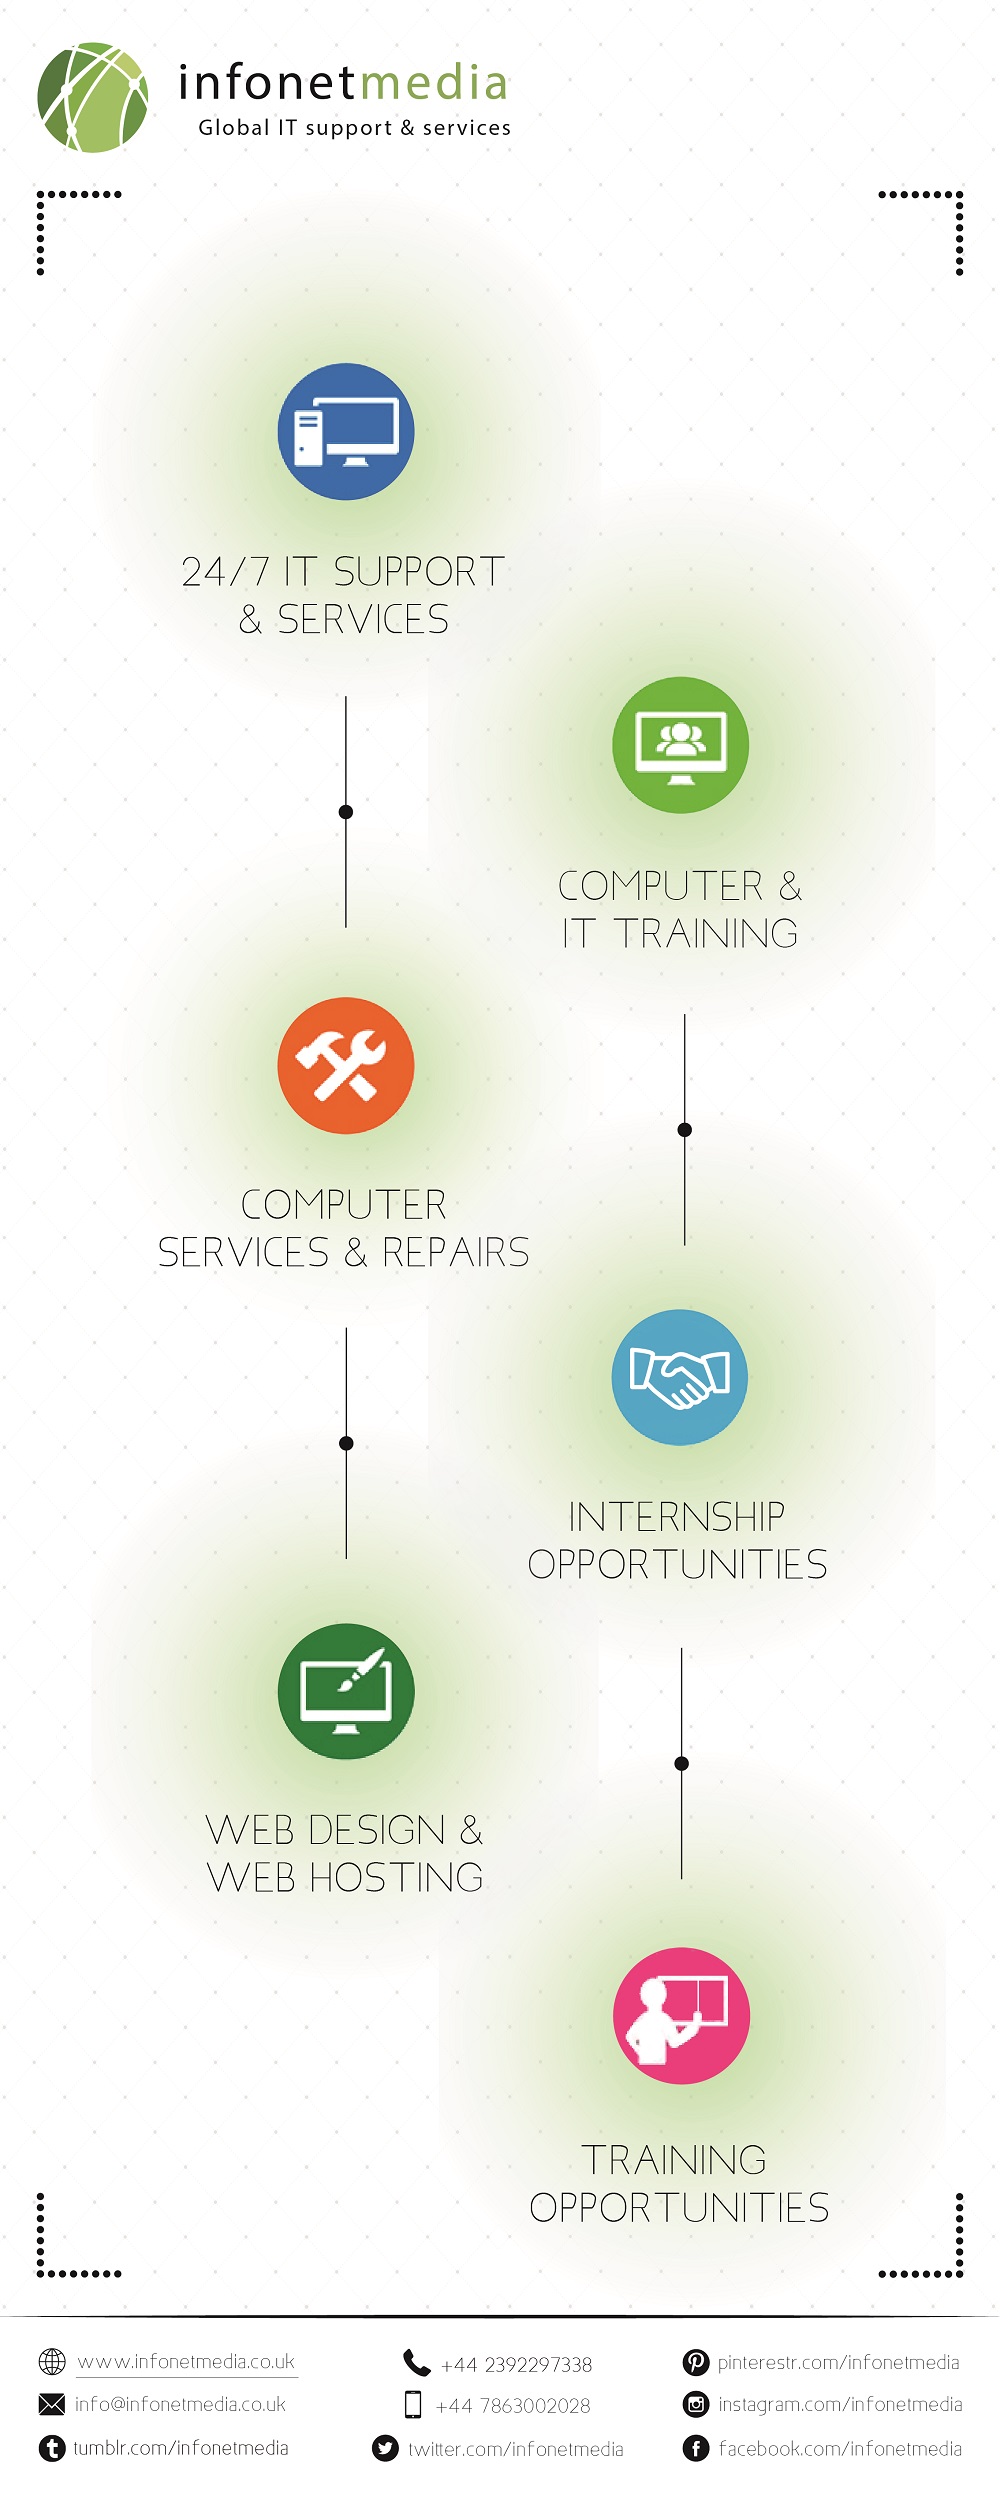 infonetmedia
Global IT support & services
24/7 IT SUPPORT
& SERVICES
COMPUTER &
IT TRAINING
COMPUTER
SERVICES & REPAIRS
INTERNSHIP
OPPORTUNITIES
WEB DESIGN &
WEB HOSTING
TRAINING
OPPORTUNITIES
www.infonetmedia.co.uk
+44 2392297338
pinterestr.com/infonetmedia
info@infonetmedia.co.uk
+44 7863002028
instagram.com/infonetmedia
tumblr.com/infonetmedia
twitter.com/infonetmedia
facebook.com/infonetmedia